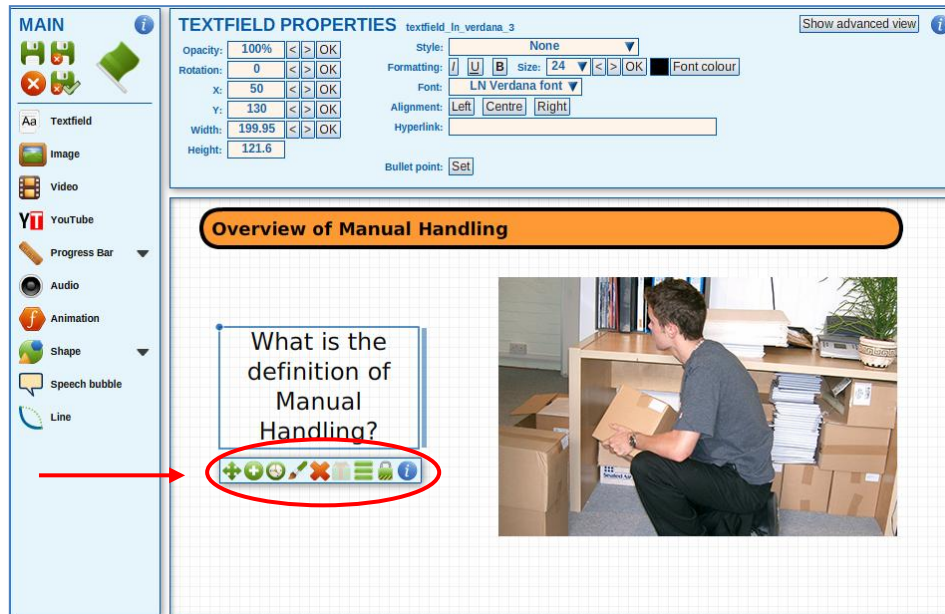 MAIN
Aa Textfield
Image
Video
YT YouTube
Progress Bar
Audio
Animation
Shape
Speech bubble
Line
TEXTFIELD PROPERTIES textfield_ln_verdana_3
Show advanced view
Opacity: 100% < > OK
Rotation: 0 < > OK
X: 50 < > OK
Y: 130 < > OK
Width: 199.95 < > OK
Height: 121.6
Style: None
Formatting: I U B Size: 24 < > OK Font colour
Font: LN Verdana font
Alignment: Left Centre Right
Hyperlink:
Bullet point: Set
Overview of Manual Handling
What is the
definition of
Manual
Handling?